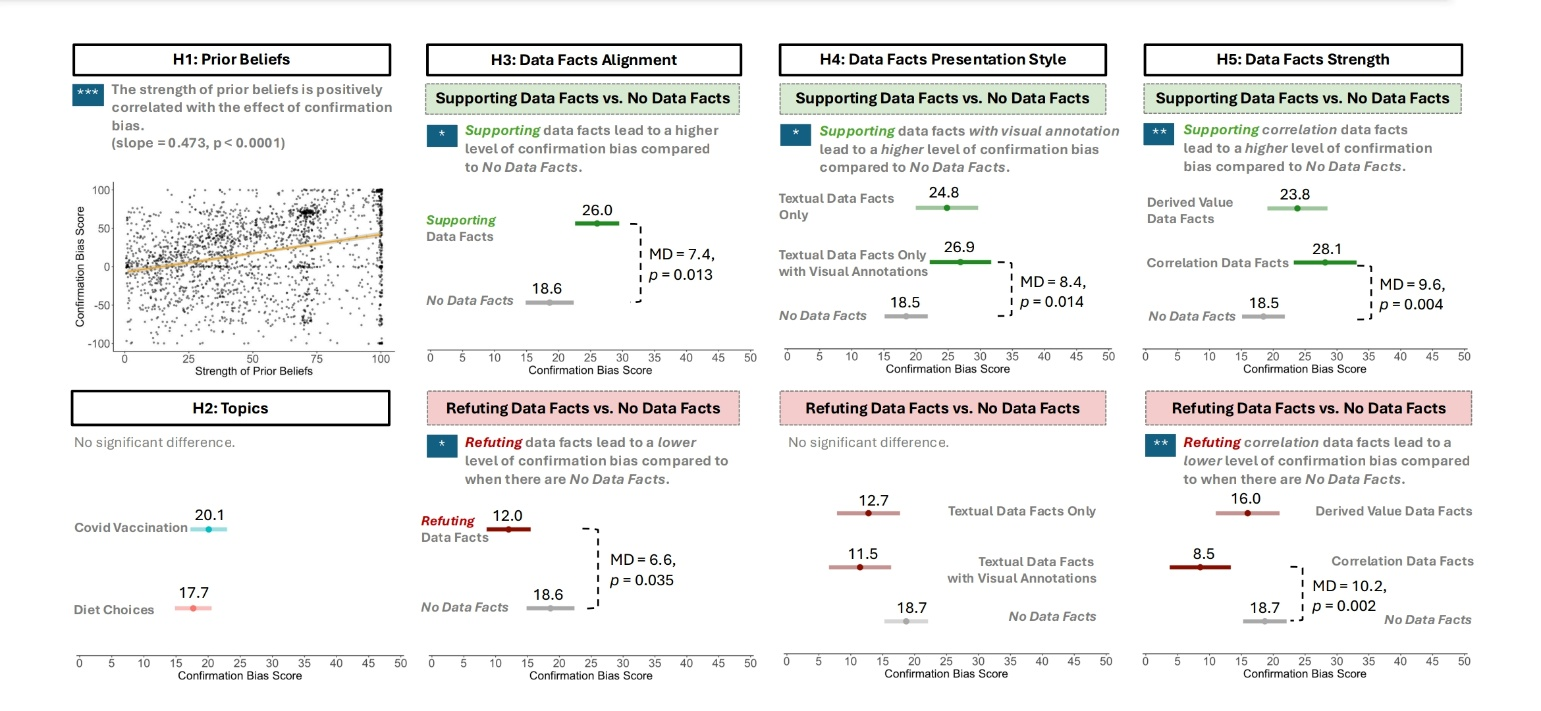 H1: Prior Beliefs
***
The strength of prior beliefs is positively
correlated with the effect of confirmation
bias.
(slope = 0.473, p < 0.0001)
Confirmation Bias Score
100
50
0
-50
-100
0 25 50 75 100
Strength of Prior Beliefs
H2: Topics
No significant difference.
20.1
Covid Vaccination
17.7
Diet Choices
0 5 10 15 20 25 30 35 40 45 50
Confirmation Bias Score
H3: Data Facts Alignment
Supporting Data Facts vs. No Data Facts
*
Supporting data facts lead to a higher
level of confirmation bias compared
to No Data Facts.
26.0
Supporting
Data Facts
MD = 7.4,
p = 0.013
18.6
No Data Facts
0 5 10 15 20 25 30 35 40 45 50
Confirmation Bias Score
Refuting Data Facts vs. No Data Facts
*
Refuting data facts lead to a lower
level of confirmation bias compared to
when there are No Data Facts.
12.0
Refuting
Data Facts
MD = 6.6,
p = 0.035
18.6
No Data Facts
0 5 10 15 20 25 30 35 40 45 50
Confirmation Bias Score
H4: Data Facts Presentation Style
Supporting Data Facts vs. No Data Facts
*
Supporting data facts with visual annotation
lead to a higher level of confirmation bias
compared to No Data Facts.
24.8
Textual Data Facts
Only
26.9
Textual Data Facts Only
with Visual Annotations
MD = 8.4,
p = 0.014
18.5
No Data Facts
0 5 10 15 20 25 30 35 40 45 50
Confirmation Bias Score
Refuting Data Facts vs. No Data Facts
No significant difference.
12.7
Textual Data Facts Only
11.5
Textual Data Facts
with Visual Annotations
18.7
No Data Facts
0 5 10 15 20 25 30 35 40 45 50
Confirmation Bias Score
H5: Data Facts Strength
Supporting Data Facts vs. No Data Facts
**
Supporting correlation data facts
lead to a higher level of confirmation
bias compared to No Data Facts.
23.8
Derived Value
Data Facts
28.1
Correlation Data Facts
MD = 9.6,
p = 0.004
18.5
No Data Facts
0 5 10 15 20 25 30 35 40 45 50
Confirmation Bias Score
Refuting Data Facts vs. No Data Facts
**
Refuting correlation data facts lead to a
lower level of confirmation bias compared
to when there are No Data Facts.
16.0
Derived Value Data Facts
8.5
Correlation Data Facts
MD = 10.2,
p = 0.002
18.7
No Data Facts
0 5 10 15 20 25 30 35 40 45 50
Confirmation Bias Score